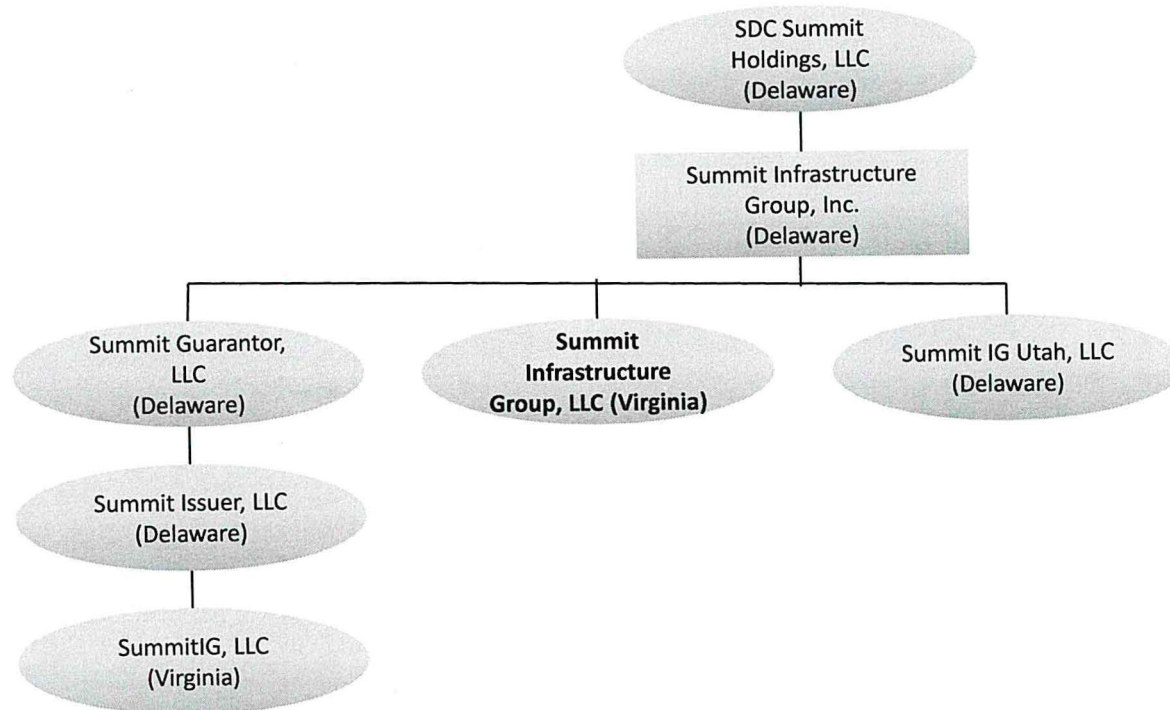 SDC Summit
Holdings, LLC
(Delaware)
Summit Infrastructure
Group, Inc.
(Delaware)
Summit Guarantor,
LLC
(Delaware)
Summit
Infrastructure
Group, LLC (Virginia)
Summit IG Utah, LLC
(Delaware)
Summit Issuer, LLC
(Delaware)
SummitIG, LLC
(Virginia)